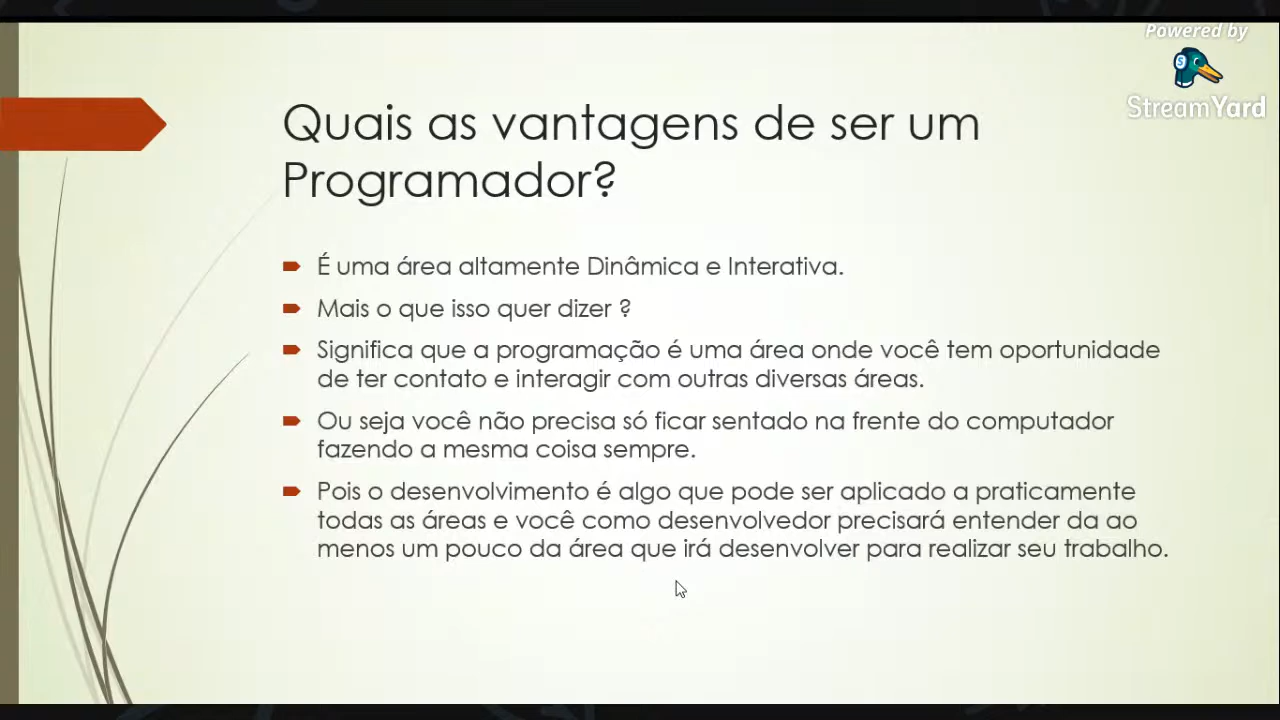 Powered by
StreamYard
Quais as vantagens de ser um
Programador?
É uma área altamente Dinâmica e Interativa.
Mais o que isso quer dizer ?
Significa que a programação é uma área onde você tem oportunidade
de ter contato e interagir com outras diversas áreas.
Ou seja você não precisa só ficar sentado na frente do computador
fazendo a mesma coisa sempre.
Pois o desenvolvimento é algo que pode ser aplicado a praticamente
todas as áreas e você como desenvolvedor precisará entender da ao
menos um pouco da área que irá desenvolver para realizar seu trabalho.